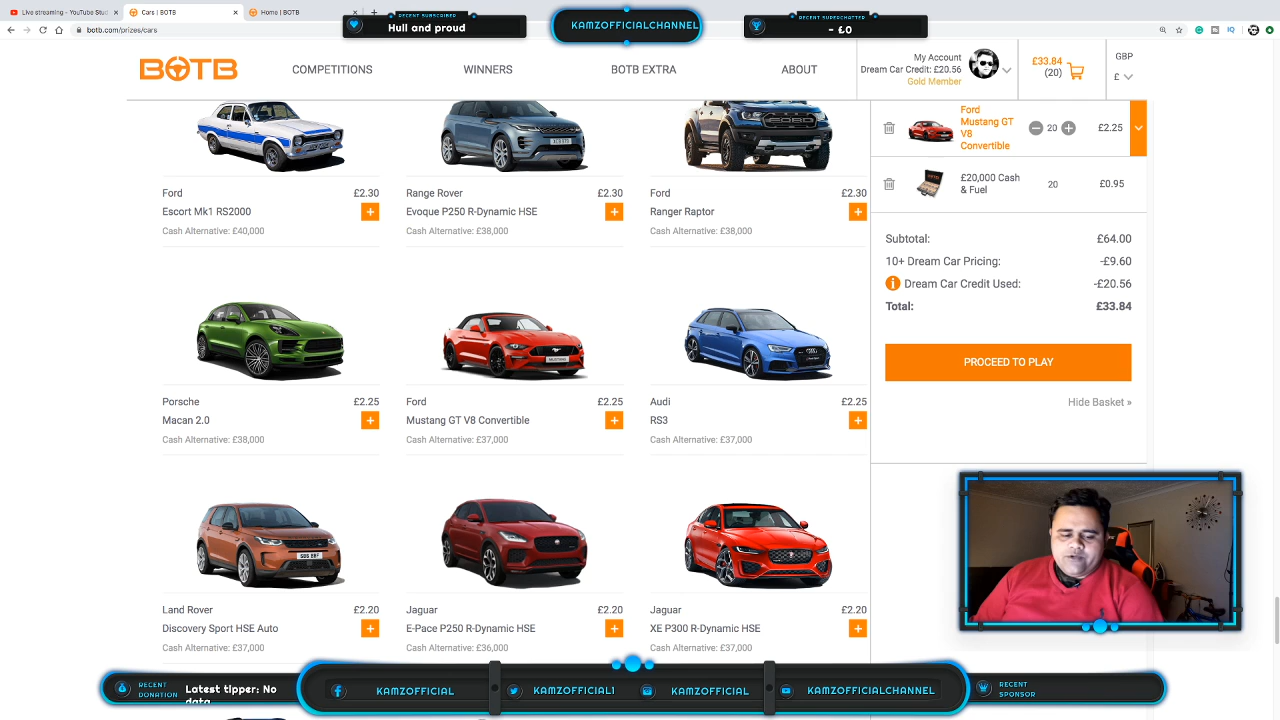 Live streaming - YouTube Stud
Cars | BOTB
Home | BOTB
botb.com/prizes/cars
RECENT SUBSCRIBER
Hull and proud
KAMZOFFICIALCHANNEL
RECENT SUPERCHATTER
- £0
BOTB
COMPETITIONS
WINNERS
BOTB EXTRA
ABOUT
My Account
Dream Car Credit: £20.56
Gold Member
£33.84
(20)
GBP
£
Ford £2.30
Escort Mk1 RS2000
Cash Alternative: £40,000
Range Rover £2.30
Evoque P250 R-Dynamic HSE
Cash Alternative: £38,000
Ford £2.30
Ranger Raptor
Cash Alternative: £38,000
Porsche £2.25
Macan 2.0
Cash Alternative: £38,000
Ford £2.25
Mustang GT V8 Convertible
Cash Alternative: £37,000
Audi £2.25
RS3
Cash Alternative: £37,000
Land Rover £2.20
Discovery Sport HSE Auto
Cash Alternative: £37,000
Jaguar £2.20
E-Pace P250 R-Dynamic HSE
Cash Alternative: £36,000
Jaguar £2.20
XE P300 R-Dynamic HSE
Cash Alternative: £37,000
Ford
Mustang GT
V8
Convertible
20
£2.25
£20,000 Cash
& Fuel
20
£0.95
Subtotal: £64.00
10+ Dream Car Pricing: -£9.60
Dream Car Credit Used: -£20.56
Total: £33.84
PROCEED TO PLAY
Hide Basket »
RECENT
DONATION
Latest tipper: No
data
KAMZOFFICIAL
KAMZOFFICIAL1
KAMZOFFICIAL
KAMZOFFICIALCHANNEL
RECENT
SPONSOR